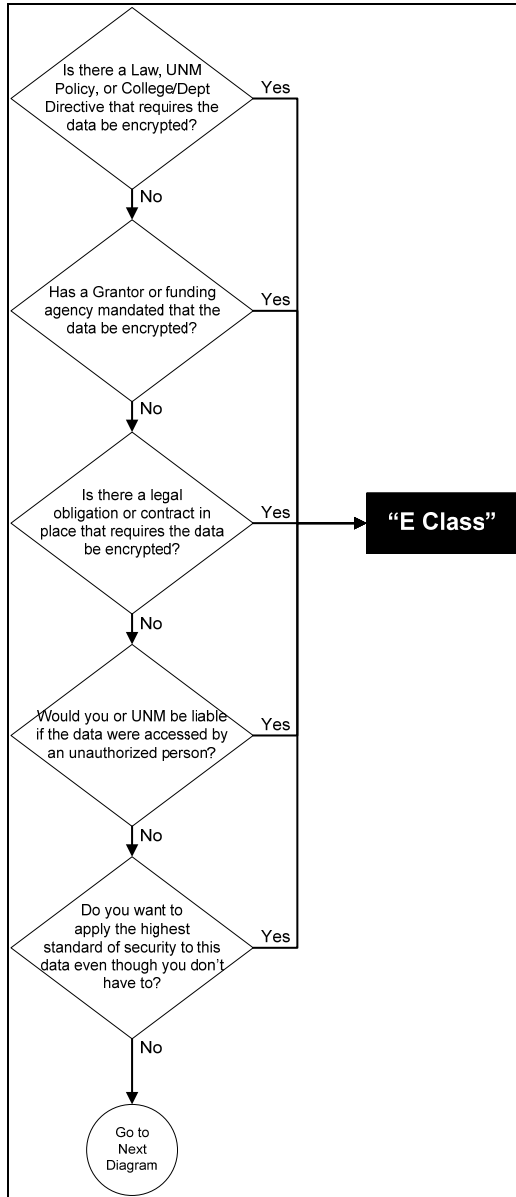 Is there a Law, UNM
Policy, or College/Dept
Directive that requires the
data be encrypted?
Yes
No
Has a Grantor or funding
agency mandated that the
data be encrypted?
Yes
No
Is there a legal
obligation or contract in
place that requires the data
be encrypted?
Yes
“E Class”
No
Would you or UNM be liable
if the data were accessed by
an unauthorized person?
Yes
No
Do you want to
apply the highest
standard of security to this
data even though you don’t
have to?
Yes
No
Go to
Next
Diagram